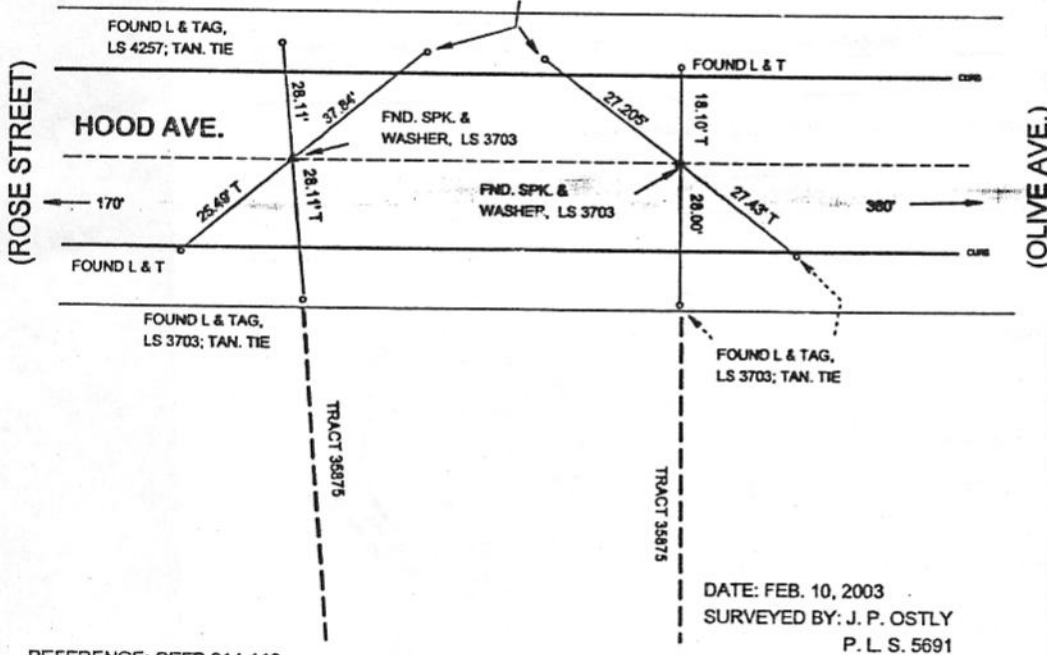 FOUND L & TAG,
LS 4257; TAN. TIE
FOUND L & T
CURB
(ROSE STREET)
HOOD AVE.
28.11'
37.84'
FND. SPK. &
WASHER, LS 3703
27.205'
18.10' T
(OLIVE AVE.)
170'
25.49' T
28.11' T
FND. SPK. &
WASHER, LS 3703
28.00'
27.43' T
360'
FOUND L & T
CURB
FOUND L & TAG,
LS 3703; TAN. TIE
FOUND L & TAG,
LS 3703; TAN. TIE
TRACT 35875
TRACT 35875
DATE: FEB. 10, 2003
SURVEYED BY: J. P. OSTLY
P. L. S. 5691